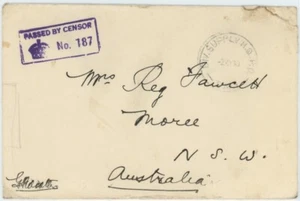 PASSED BY CENSOR
No. 187
Mrs Reg Fawcett
Moree
N. S. W.
Australia